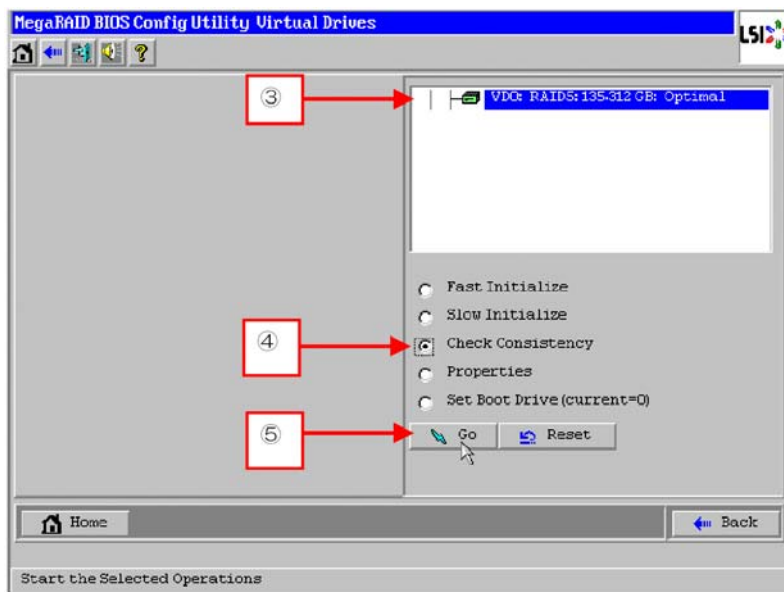 MegaRAID BIOS Config Utility Virtual Drives
LSI
③
VD0: RAID5: 135.312 GB: Optimal
Fast Initialize
Slow Initialize
④
Check Consistency
Properties
Set Boot Drive (current=0)
⑤
Go
Reset
Home
Back
Start the Selected Operations